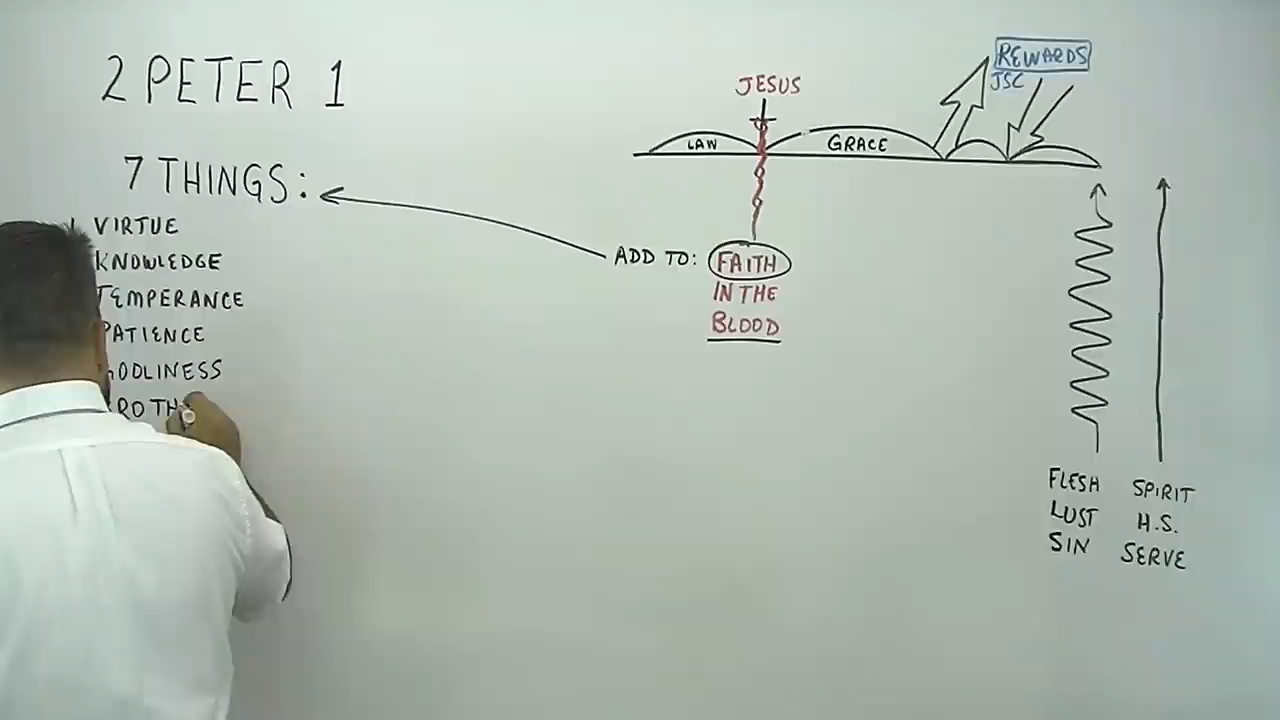 2 PETER 1
7 THINGS:
VIRTUE
KNOWLEDGE
TEMPERANCE
PATIENCE
GODLINESS
ROTH
JESUS
LAW
GRACE
REWARDS
JSC
ADD TO: FAITH
IN THE
BLOOD
FLESH
LUST
SIN
SPIRIT
H.S.
SERVE